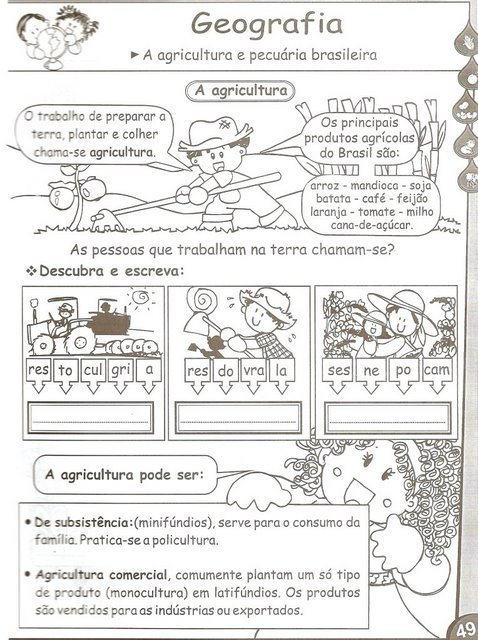 Geografia
► A agricultura e pecuária brasileira
A agricultura
O trabalho de preparar a
terra, plantar e colher
chama-se agricultura.
Os principais
produtos agrícolas
do Brasil são:
arroz - mandioca - soja
batata - café - feijão
laranja - tomate - milho
cana-de-açúcar.
As pessoas que trabalham na terra chamam-se?
❖Descubra e escreva:
res to cul gri a
res do vra la
ses ne po cam
A agricultura pode ser:
• De subsistência:(minifúndios), serve para o consumo da
família. Pratica-se a policultura.
• Agricultura comercial, comumente plantam um só tipo
de produto (monocultura) em latifúndios. Os produtos
são vendidos para as indústrias ou exportados.
49